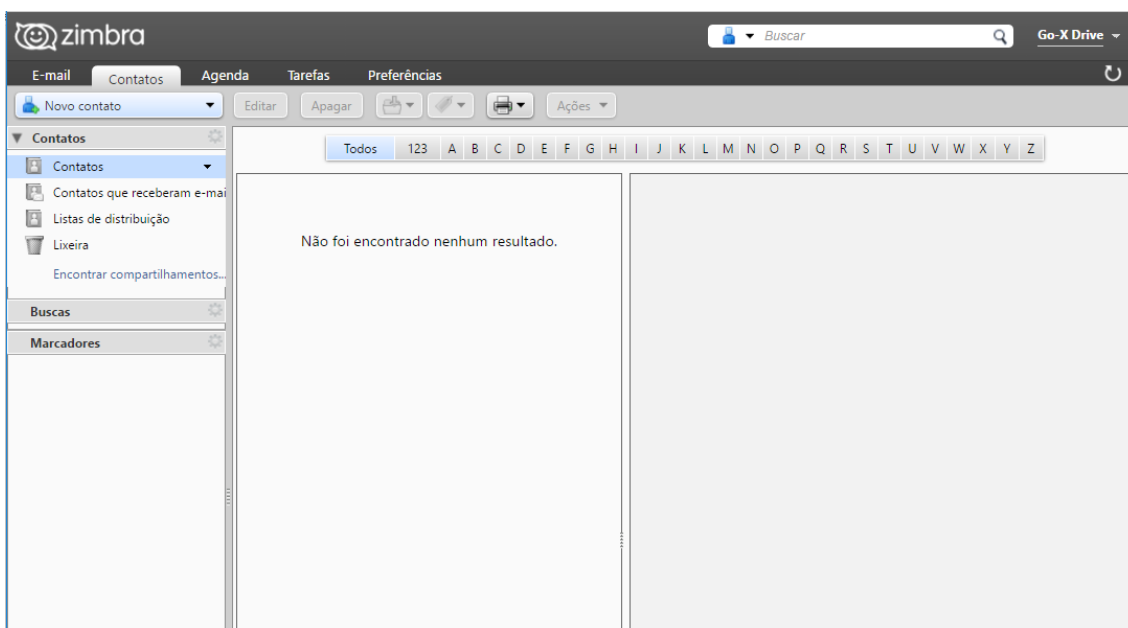 zimbra
Buscar
Go-X Drive
E-mail Contatos Agenda Tarefas Preferências
Novo contato Editar Apagar Ações
Contatos
Todos 123 A B C D E F G H I J K L M N O P Q R S T U V W X Y Z
Contatos
Contatos que receberam e-mai
Listas de distribuição
Lixeira
Encontrar compartilhamentos...
Buscas
Marcadores
Não foi encontrado nenhum resultado.